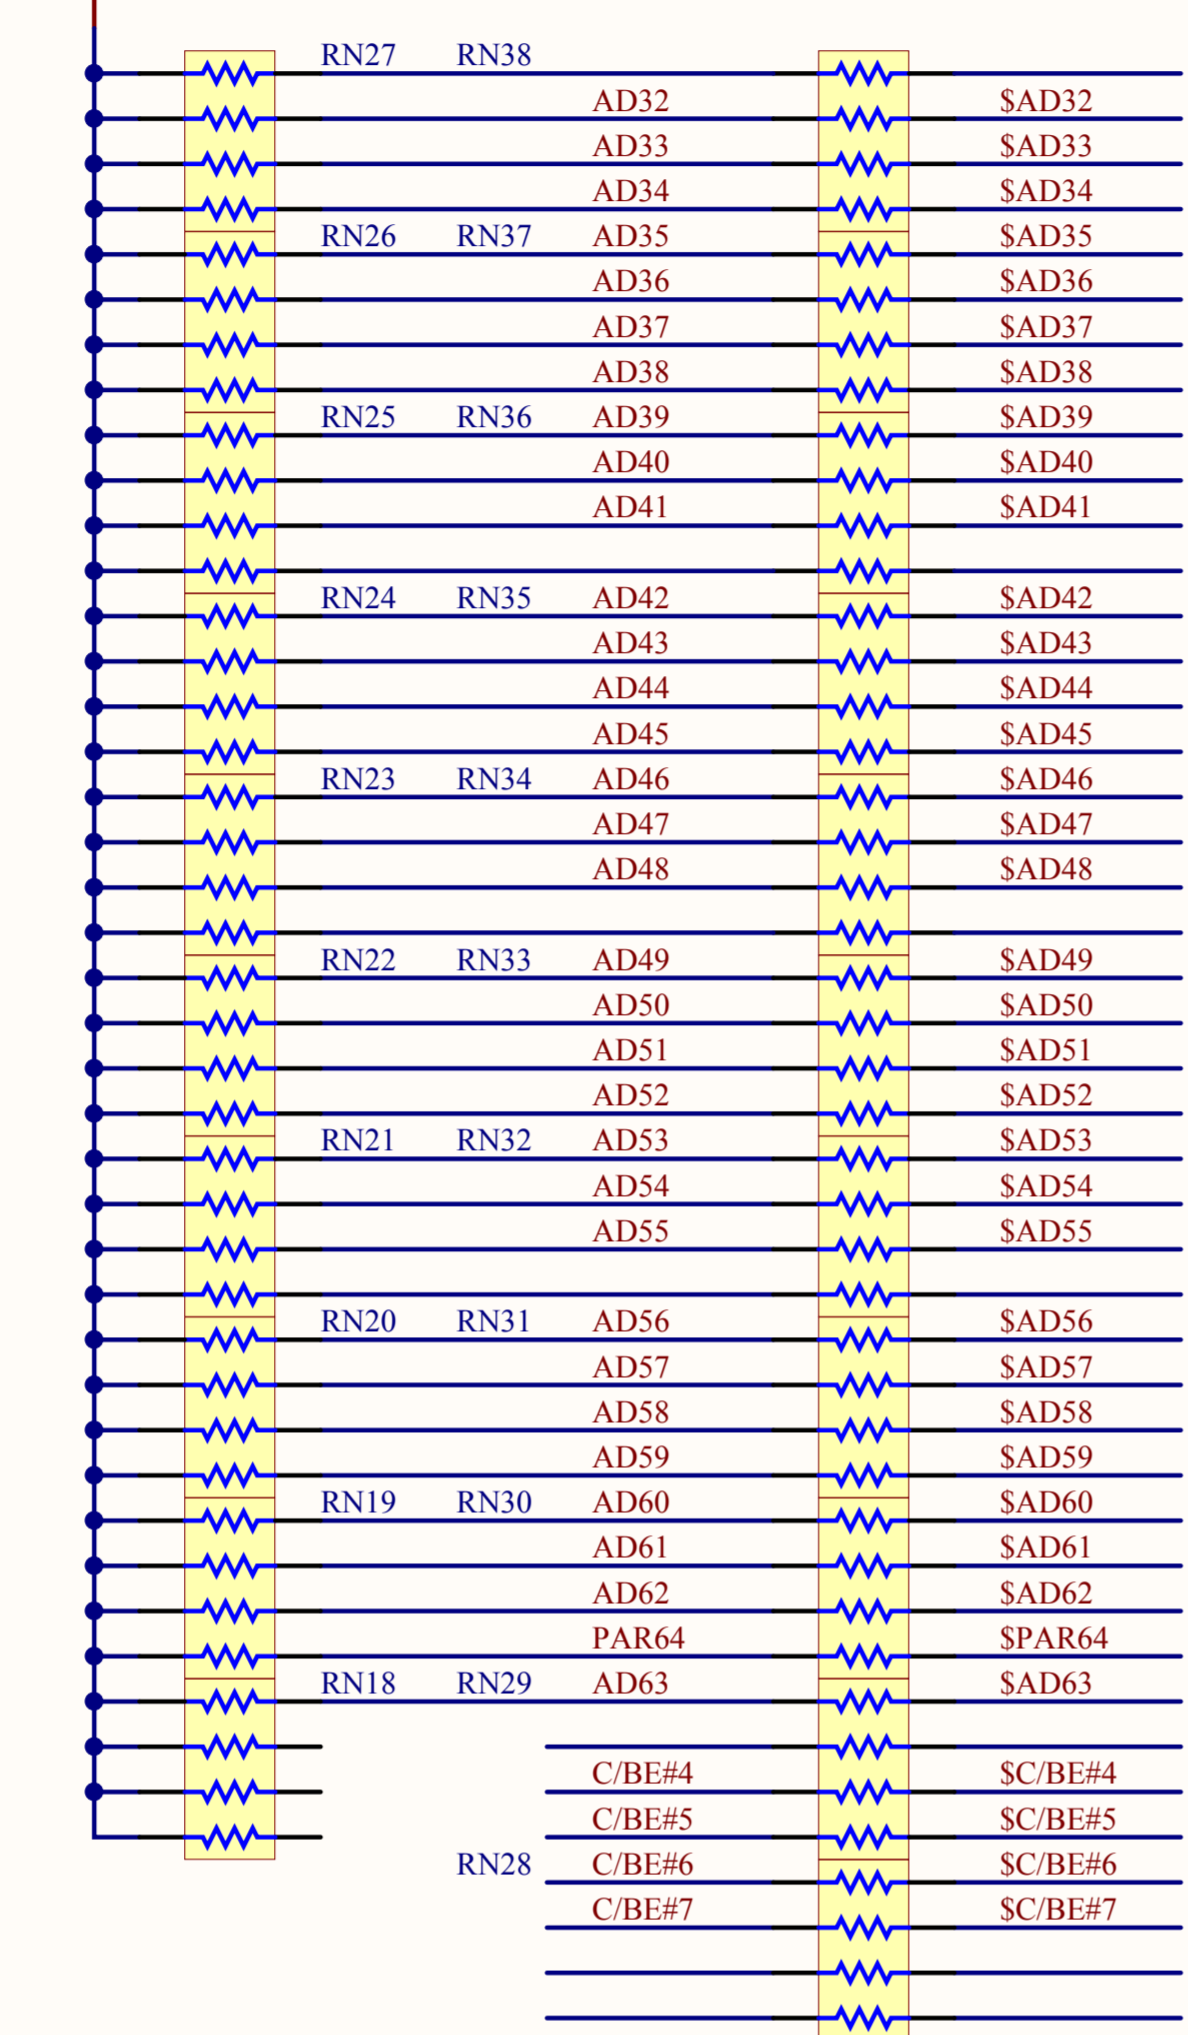 RN27 RN38
AD32 $AD32
AD33 $AD33
AD34 $AD34
RN26 RN37 AD35 $AD35
AD36 $AD36
AD37 $AD37
AD38 $AD38
RN25 RN36 AD39 $AD39
AD40 $AD40
AD41 $AD41
RN24 RN35 AD42 $AD42
AD43 $AD43
AD44 $AD44
AD45 $AD45
RN23 RN34 AD46 $AD46
AD47 $AD47
AD48 $AD48
RN22 RN33 AD49 $AD49
AD50 $AD50
AD51 $AD51
AD52 $AD52
RN21 RN32 AD53 $AD53
AD54 $AD54
AD55 $AD55
RN20 RN31 AD56 $AD56
AD57 $AD57
AD58 $AD58
AD59 $AD59
RN19 RN30 AD60 $AD60
AD61 $AD61
AD62 $AD62
PAR64 $PAR64
RN18 RN29 AD63 $AD63
C/BE#4 $C/BE#4
C/BE#5 $C/BE#5
RN28 C/BE#6 $C/BE#6
C/BE#7 $C/BE#7